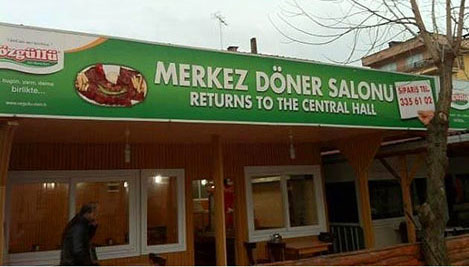 özgüllü
bugün, yarın, daima
birlikte...
MERKEZ DÖNER SALONU
RETURNS TO THE CENTRAL HALL
SİPARİŞ TEL.
335 61 02